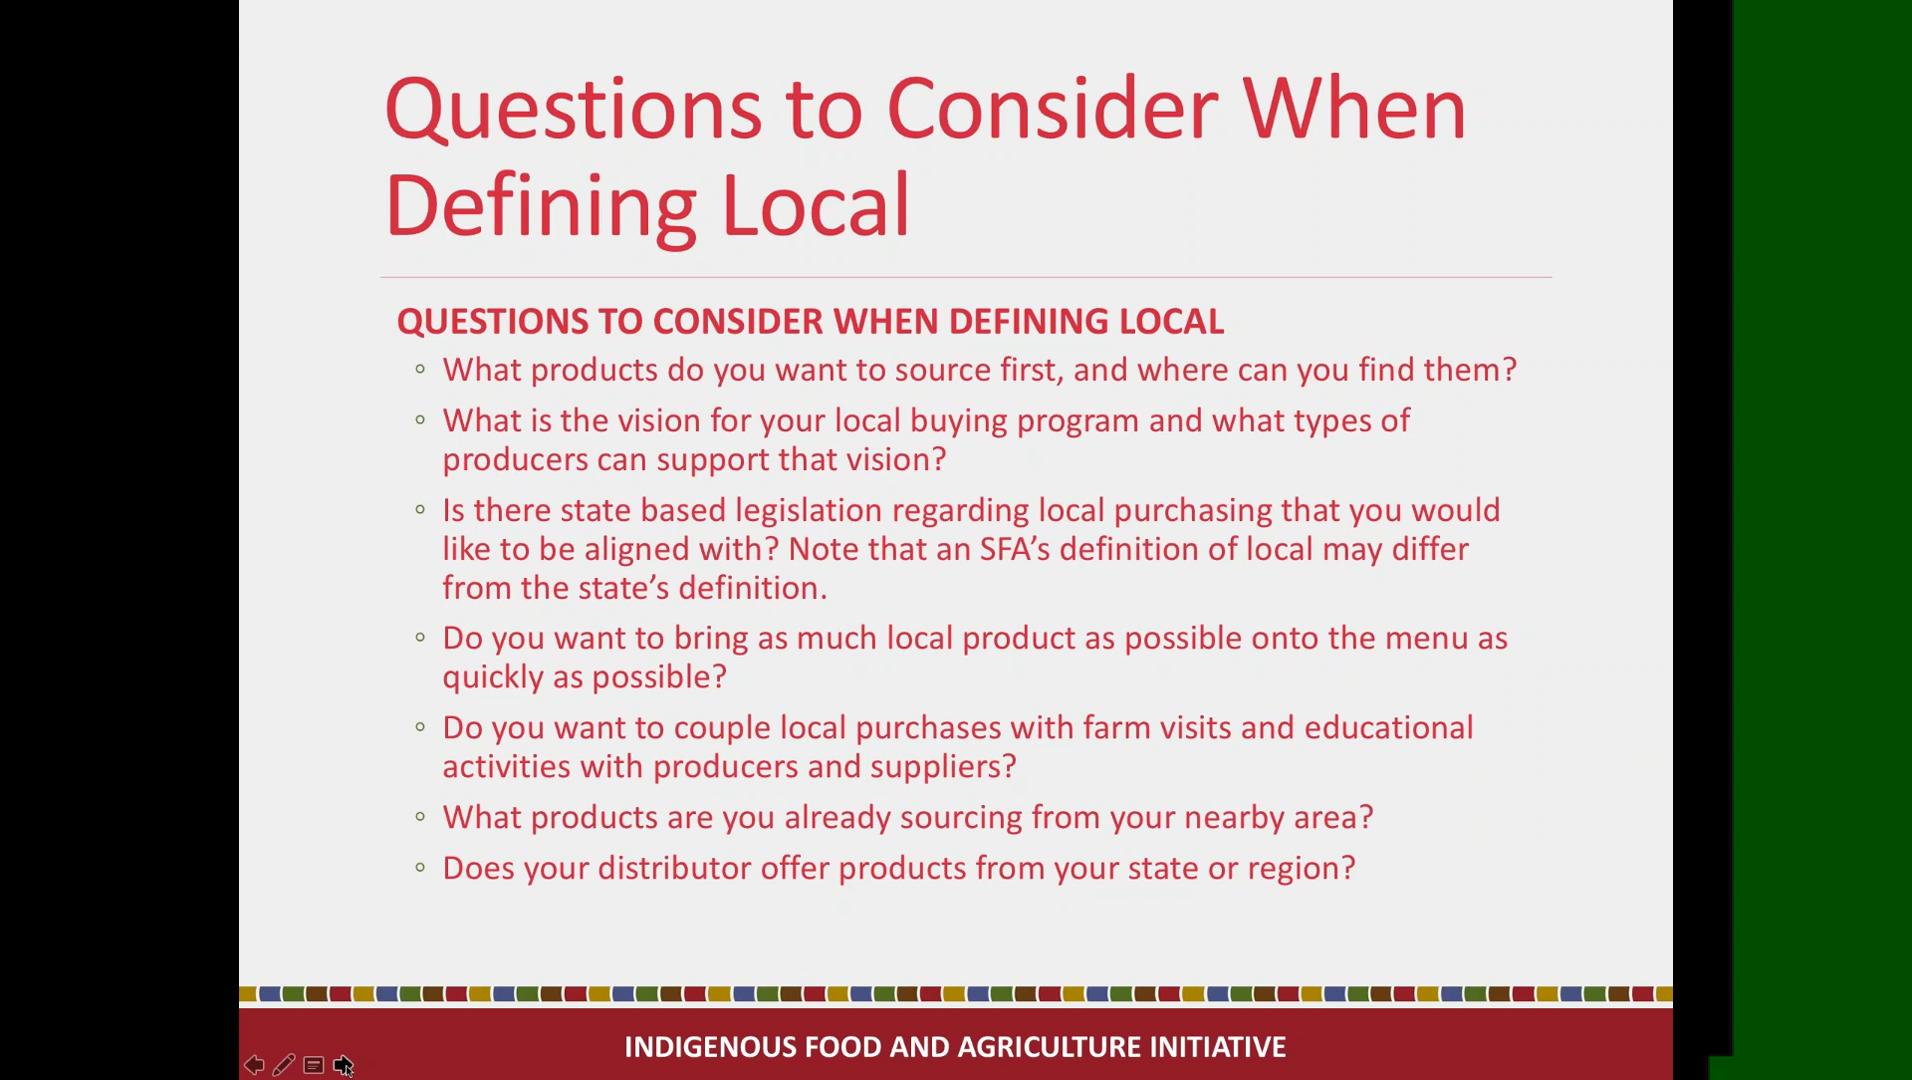 Questions to Consider When
Defining Local
QUESTIONS TO CONSIDER WHEN DEFINING LOCAL
◦ What products do you want to source first, and where can you find them?
◦ What is the vision for your local buying program and what types of
producers can support that vision?
◦ Is there state based legislation regarding local purchasing that you would
like to be aligned with? Note that an SFA’s definition of local may differ
from the state’s definition.
◦ Do you want to bring as much local product as possible onto the menu as
quickly as possible?
◦ Do you want to couple local purchases with farm visits and educational
activities with producers and suppliers?
◦ What products are you already sourcing from your nearby area?
◦ Does your distributor offer products from your state or region?
INDIGENOUS FOOD AND AGRICULTURE INITIATIVE